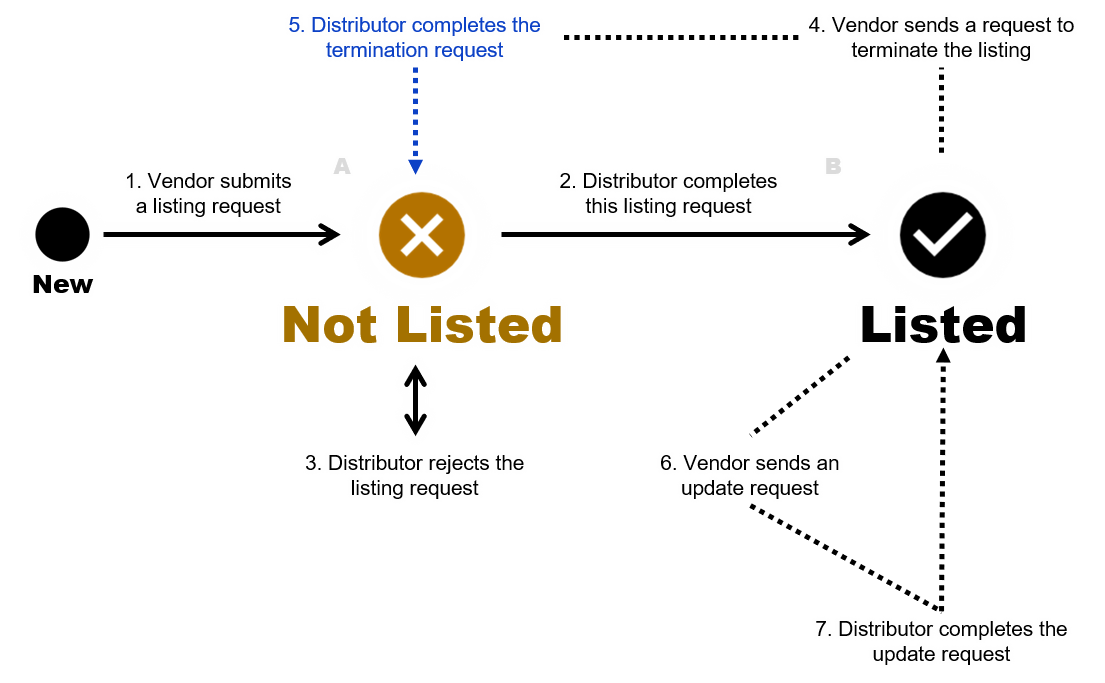 5. Distributor completes the
termination request
4. Vendor sends a request to
terminate the listing
A
B
1. Vendor submits
a listing request
2. Distributor completes
this listing request
New
Not Listed
Listed
3. Distributor rejects the
listing request
6. Vendor sends an
update request
7. Distributor completes the
update request